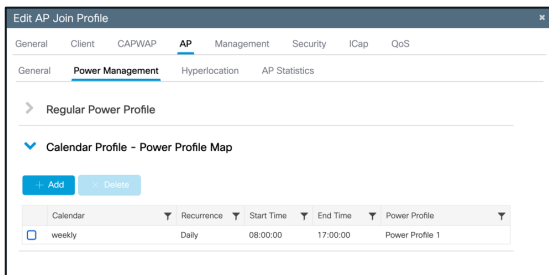 Edit AP Join Profile ×
General Client CAPWAP AP Management Security ICap QoS
General Power Management Hyperlocation AP Statistics
Regular Power Profile
Calendar Profile - Power Profile Map
+ Add × Delete
Calendar Recurrence Start Time End Time Power Profile
weekly Daily 08:00:00 17:00:00 Power Profile 1